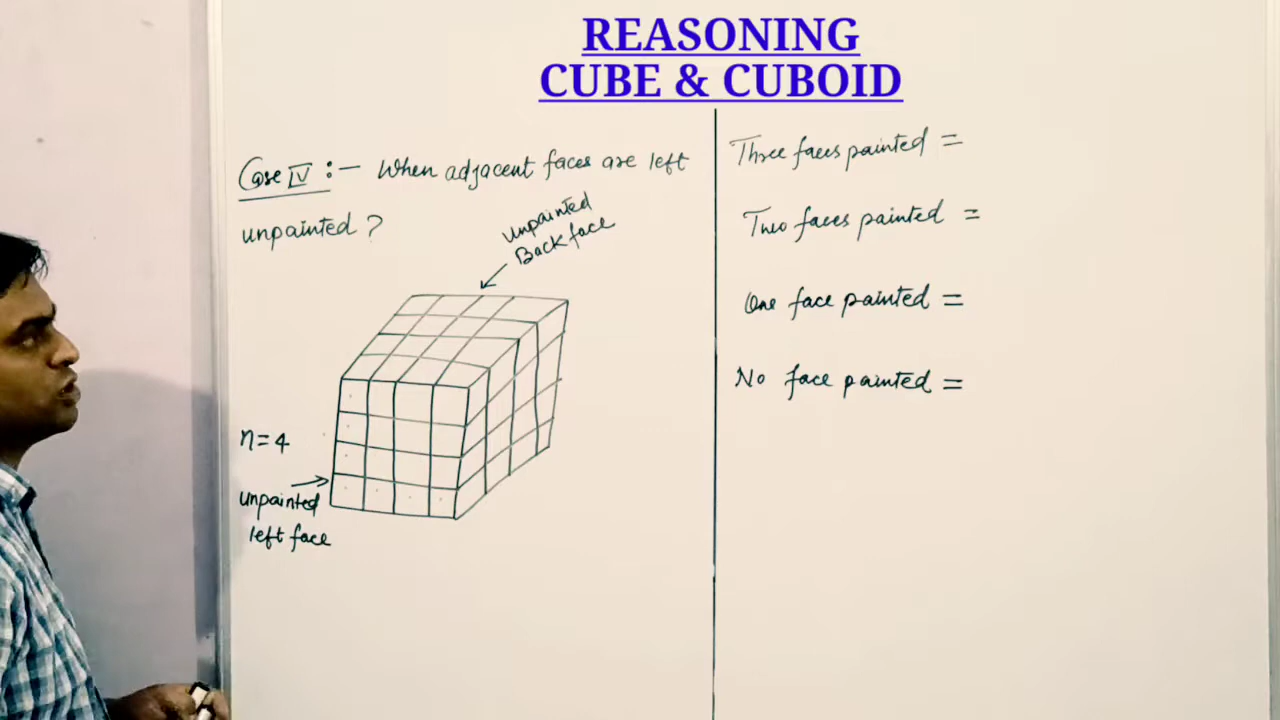 REASONING
CUBE & CUBOID
Case IV :- When adjacent faces are left
unpainted ?
Unpainted
Back face
n=4
unpainted
left face
Three faces painted =
Two faces painted =
One face painted =
No face painted =